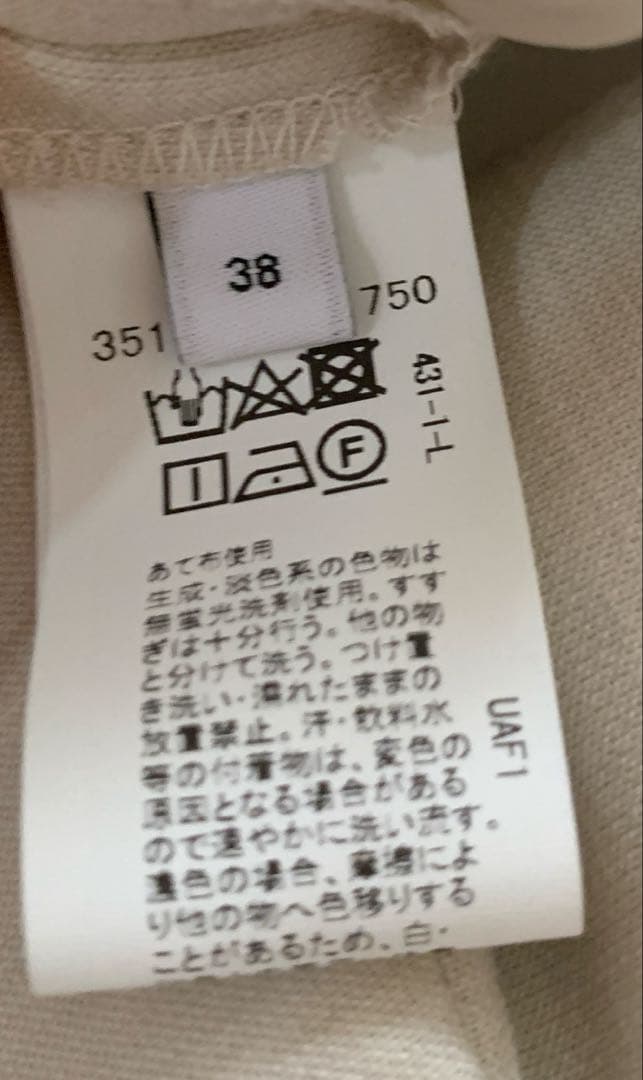 38
351
750
431-1-L
F
あて布使用
生成・淡色系の色物は
無蛍光洗剤使用。すす
ぎは十分行う。他の物
と分けて洗う。つけ置
き洗い・濡れたままの
放置禁止。汗・飲料水
等の付着物は、変色の
原因となる場合がある
ので速やかに洗い流す。
濃色の場合、摩擦によ
り他の物へ色移りする
ことがあるため、白・
UAF1